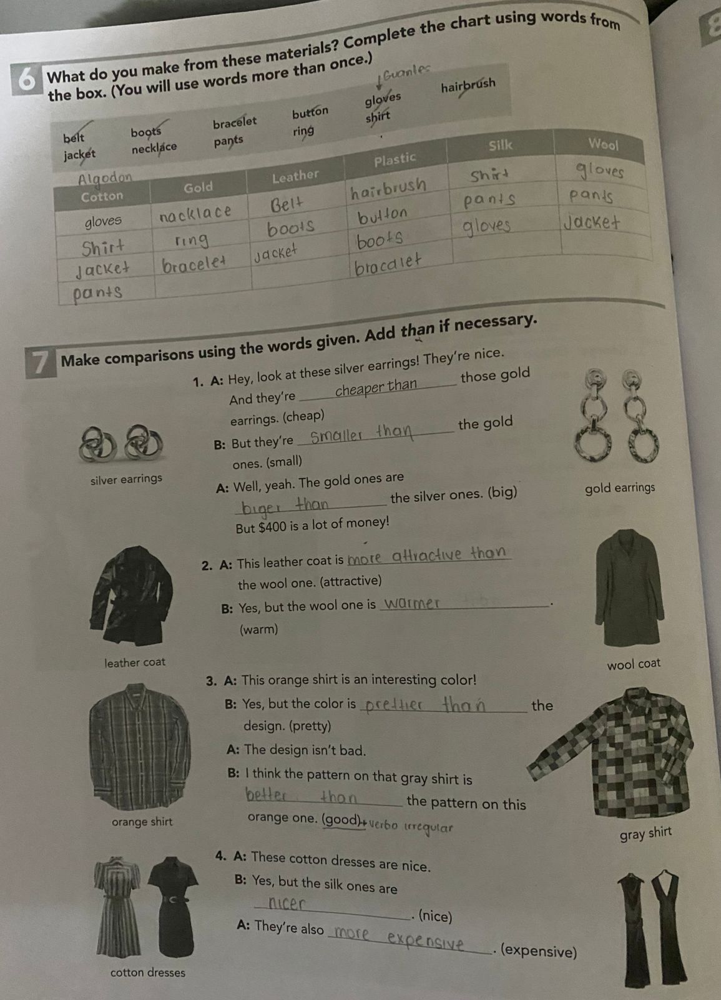 6 What do you make from these materials? Complete the chart using words from
the box. (You will use words more than once.)
Guantes
belt boots bracelet button gloves hairbrush
jacket necklace pants ring shirt
Algodon
Cotton Gold Leather Plastic Silk Wool
gloves nacklace Belt hairbrush Shirt gloves
Shirt ring boots button pants pants
Jacket bracelet Jacket boots gloves Jacket
pants bracalet
7 Make comparisons using the words given. Add than if necessary.
1. A: Hey, look at these silver earrings! They're nice.
And they're cheaper than those gold
earrings. (cheap)
B: But they're smaller than the gold
ones. (small)
A: Well, yeah. The gold ones are
biger than the silver ones. (big)
But $400 is a lot of money!
silver earrings
gold earrings
2. A: This leather coat is more attractive than
the wool one. (attractive)
B: Yes, but the wool one is warmer.
(warm)
leather coat
wool coat
3. A: This orange shirt is an interesting color!
B: Yes, but the color is prettier than the
design. (pretty)
A: The design isn't bad.
B: I think the pattern on that gray shirt is
better than the pattern on this
orange one. (good) verbo irregular
orange shirt
gray shirt
4. A: These cotton dresses are nice.
B: Yes, but the silk ones are
nicer. (nice)
A: They're also more expensive. (expensive)
cotton dresses